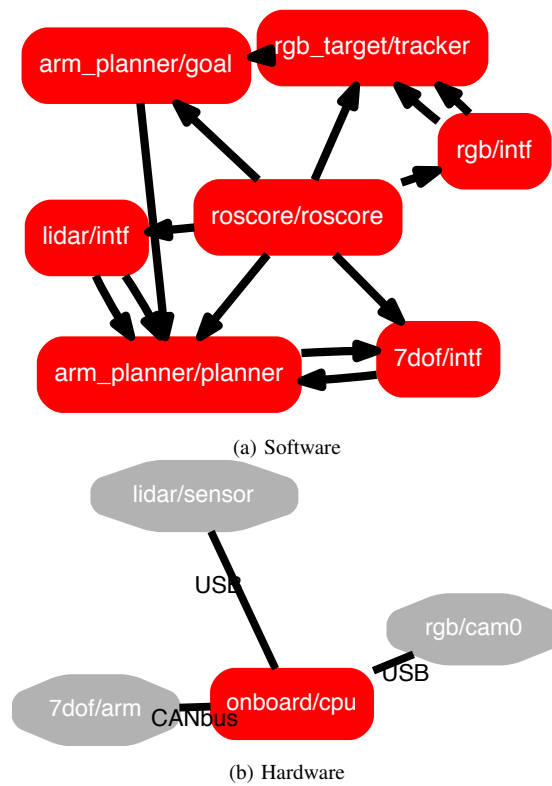 rgb_target/tracker
arm_planner/goal
rgb/intf
roscore/roscore
lidar/intf
7dof/intf
arm_planner/planner
(a) Software
lidar/sensor
USB
rgb/cam0
USB
onboard/cpu
7dof/arm
CANbus
(b) Hardware